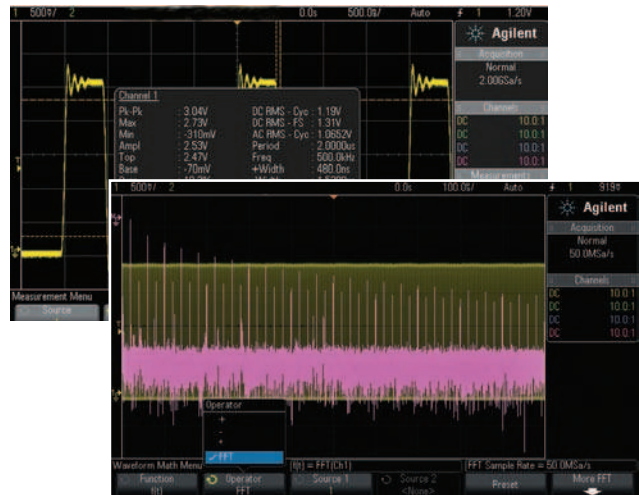 1 500⩒/ 2 0.0s 500.0⩒/ Auto ⨍ 1 1.20V
Agilent
Acquisition
Normal
2.00GSa/s
Channels
DC 10.0:1
DC 10.0:1
DC 10.0:1
DC 10.0:1
Measurements
Channel 1
Pk-Pk : 3.04V DC RMS - Cyc : 1.19V
Max : 2.73V DC RMS - FS : 1.31V
Min : -310mV AC RMS - Cyc : 1.0652V
Ampl : 2.53V Period : 2.0000us
Top : 2.47V Freq : 500.0kHz
Base : -70mV +Width : 480.0ns
Measurement Menu
Source
1 500⩒/ 2 0.0s 100.0⩒/ Auto ⨍ 1 919⩒
Agilent
Acquisition
Normal
50.0MSa/s
Channels
DC 10.0:1
DC 10.0:1
DC 10.0:1
DC 10.0:1
Operator
+
-
*
✓FFT
Waveform Math Menu f(t) = FFT(Ch1) FFT Sample Rate = 50.0MSa/s
Function Operator Source 1 Source 2 Preset More FFT
f(t) FFT 1 <None>